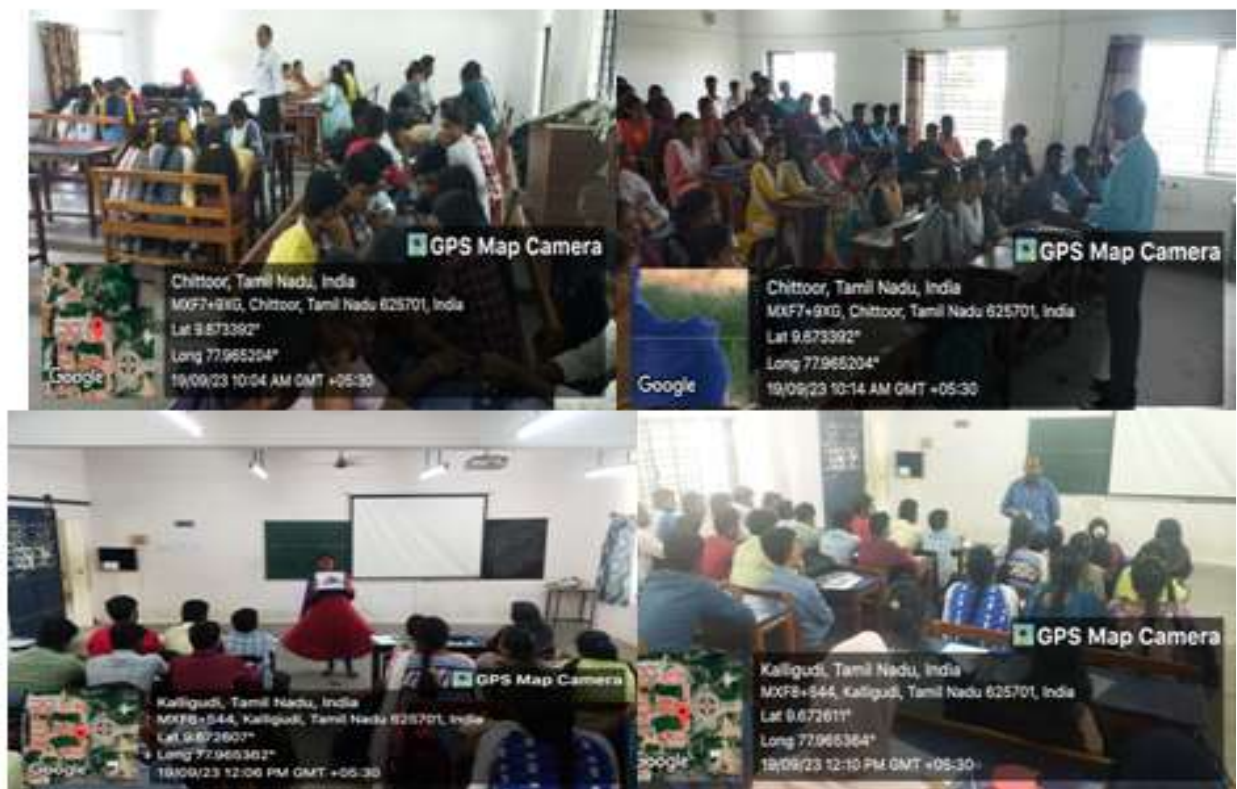 GPS Map Camera
Chittoor, Tamil Nadu, India
MXF7+9XG, Chittoor, Tamil Nadu 625701, India
Lat 9.673392°
Long 77.965204°
19/09/23 10:04 AM GMT +05:30
Google
GPS Map Camera
Chittoor, Tamil Nadu, India
MXF7+9XG, Chittoor, Tamil Nadu 625701, India
Lat 9.673392°
Long 77.965204°
19/09/23 10:14 AM GMT +05:30
Google
GPS Map Camera
Kalligudi, Tamil Nadu, India
MXF8+544, Kalligudi, Tamil Nadu 625701, India
Lat 9.672607°
Long 77.965362°
19/09/23 12:06 PM GMT +05:30
Google
GPS Map Camera
Kalligudi, Tamil Nadu, India
MXF8+544, Kalligudi, Tamil Nadu 625701, India
Lat 9.672611°
Long 77.965364°
19/09/23 12:10 PM GMT +05:30
Google